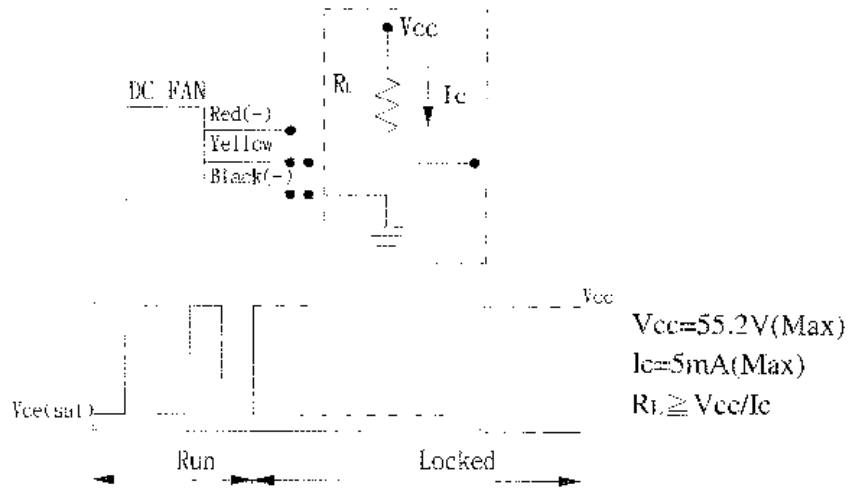 Vcc
RL
Ic
DC FAN
Red(-)
Yellow
Black(-)
Vcc
Vce(sat)
Run
Locked
Vcc=55.2V(Max)
Ic=5mA(Max)
RL≧Vcc/Ic